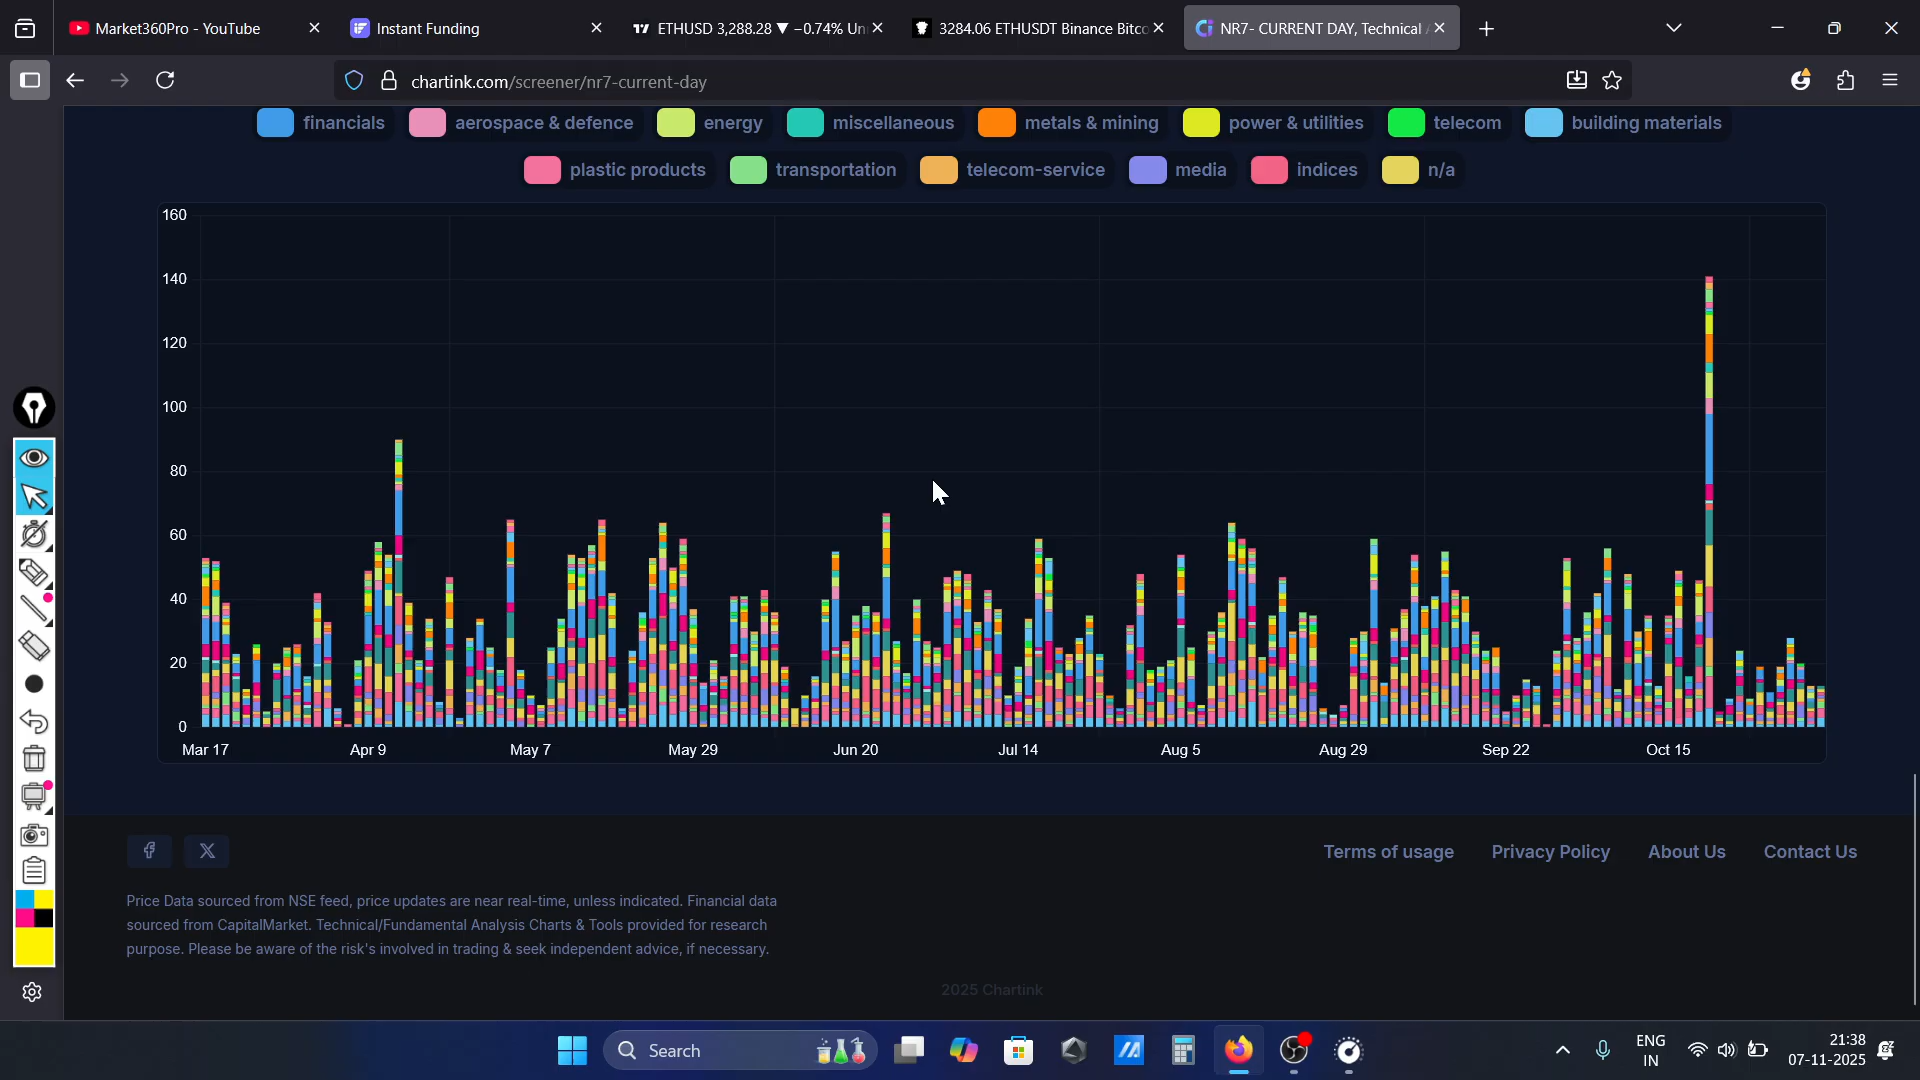 Market360Pro - YouTube
Instant Funding
ETHUSD 3,288.28 ▼ −0.74% Un
3284.06 ETHUSDT Binance Bitco
NR7- CURRENT DAY, Technical
chartink.com/screener/nr7-current-day
financials aerospace & defence energy miscellaneous metals & mining power & utilities telecom building materials
plastic products transportation telecom-service media indices n/a
160
140
120
100
80
60
40
20
0
Mar 17 Apr 9 May 7 May 29 Jun 20 Jul 14 Aug 5 Aug 29 Sep 22 Oct 15
Terms of usage Privacy Policy About Us Contact Us
Price Data sourced from NSE feed, price updates are near real-time, unless indicated. Financial data
sourced from CapitalMarket. Technical/Fundamental Analysis Charts & Tools provided for research
purpose. Please be aware of the risk's involved in trading & seek independent advice, if necessary.
2025 Chartink
Search
ENG
IN
21:38
07-11-2025